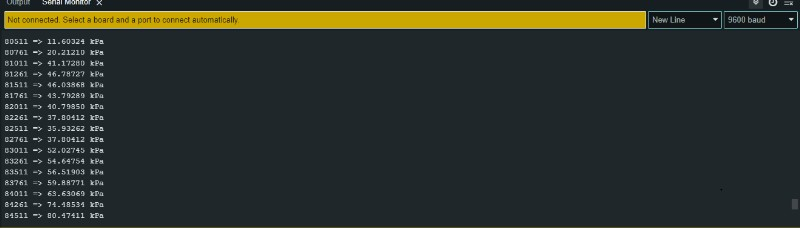 Output Serial Monitor
Not connected. Select a board and a port to connect automatically.
New Line
9600 baud
80511 => 11.60324 kPa
80761 => 20.21210 kPa
81011 => 41.17280 kPa
81261 => 46.78727 kPa
81511 => 46.03868 kPa
81761 => 43.79289 kPa
82011 => 40.79850 kPa
82261 => 37.80412 kPa
82511 => 35.93262 kPa
82761 => 37.80412 kPa
83011 => 52.02745 kPa
83261 => 54.64754 kPa
83511 => 56.51903 kPa
83761 => 59.88771 kPa
84011 => 63.63069 kPa
84261 => 74.48534 kPa
84511 => 80.47411 kPa